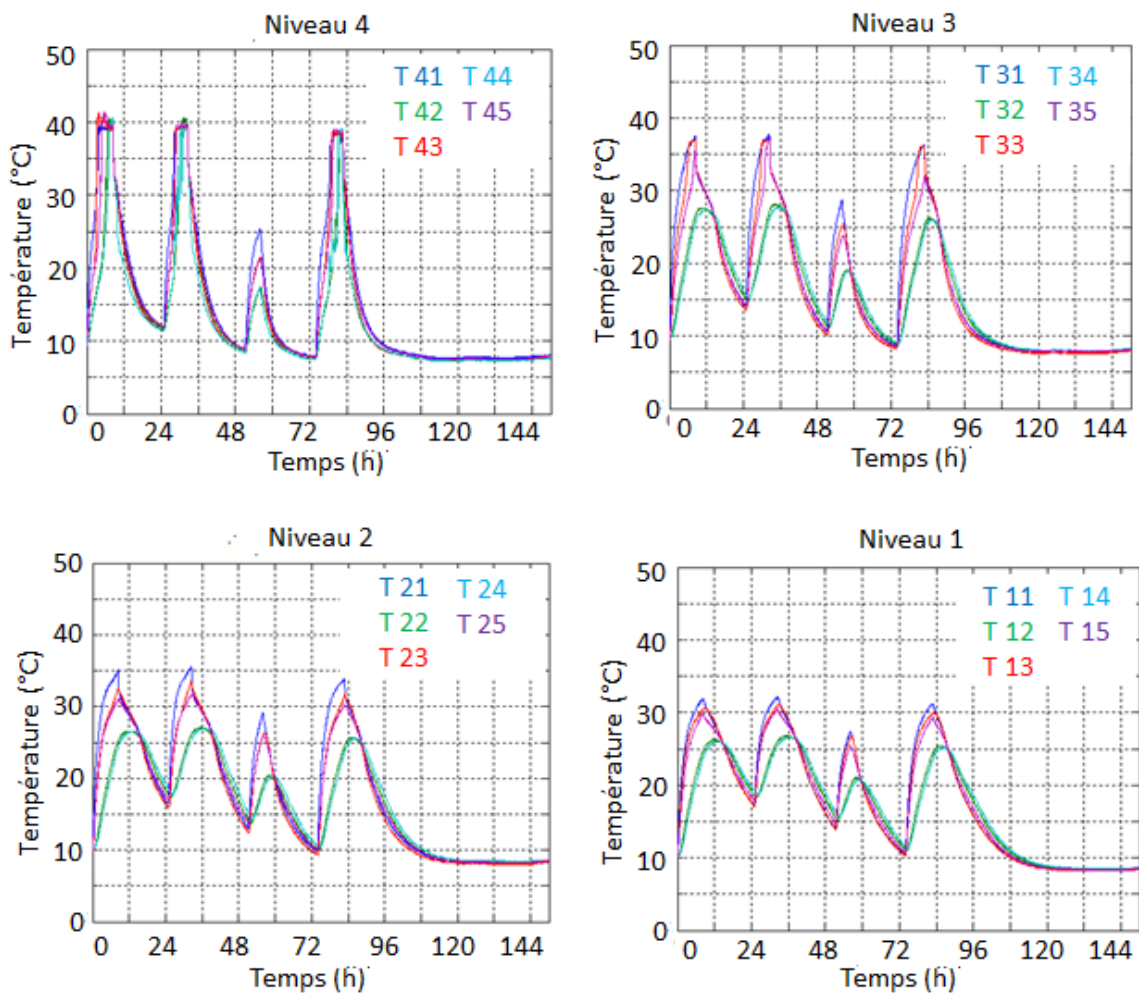 Niveau 4
50
40
30
20
10
0
T 41 T 44
T 42 T 45
T 43
Température (°C)
0 24 48 72 96 120 144
Temps (h)
Niveau 3
50
40
30
20
10
0
T 31 T 34
T 32 T 35
T 33
Température (°C)
0 24 48 72 96 120 144
Temps (h)
Niveau 2
50
40
30
20
10
0
T 21 T 24
T 22 T 25
T 23
Température (°C)
0 24 48 72 96 120 144
Temps (h)
Niveau 1
50
40
30
20
10
0
T 11 T 14
T 12 T 15
T 13
Température (°C)
0 24 48 72 96 120 144
Temps (h)